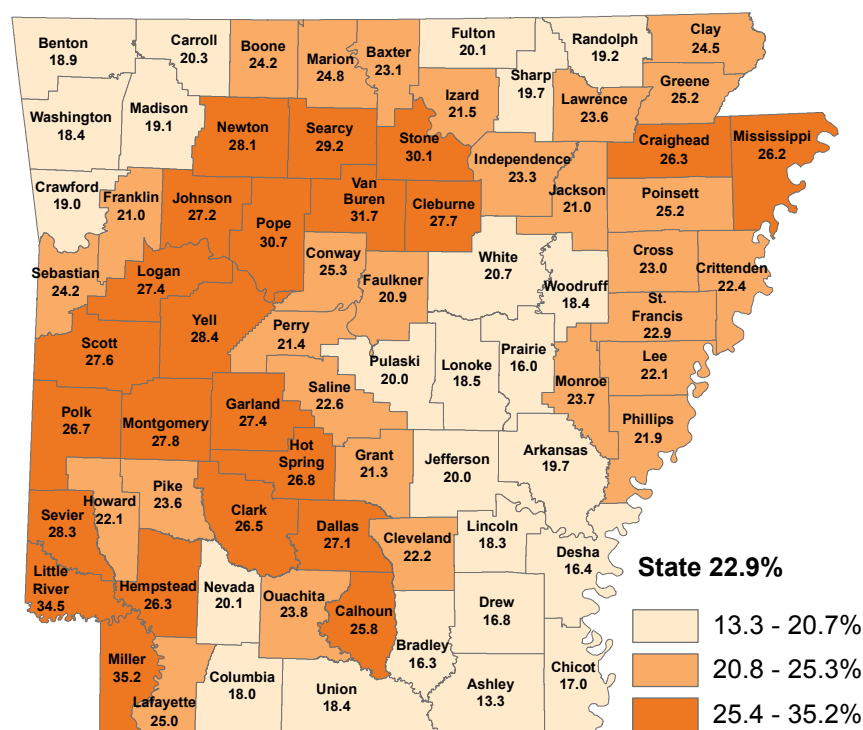 Benton
18.9
Carroll
20.3
Boone
24.2
Marion
24.8
Baxter
23.1
Fulton
20.1
Randolph
19.2
Clay
24.5
Sharp
19.7
Greene
25.2
Izard
21.5
Lawrence
23.6
Washington
18.4
Madison
19.1
Newton
28.1
Searcy
29.2
Stone
30.1
Craighead
26.3
Mississippi
26.2
Independence
23.3
Crawford
19.0
Franklin
21.0
Johnson
27.2
Pope
30.7
Van
Buren
31.7
Cleburne
27.7
Jackson
21.0
Poinsett
25.2
Sebastian
24.2
Logan
27.4
Conway
25.3
Faulkner
20.9
White
20.7
Woodruff
18.4
Cross
23.0
Crittenden
22.4
St.
Francis
22.9
Scott
27.6
Yell
28.4
Perry
21.4
Pulaski
20.0
Lonoke
18.5
Prairie
16.0
Lee
22.1
Monroe
23.7
Polk
26.7
Montgomery
27.8
Garland
27.4
Saline
22.6
Phillips
21.9
Hot
Spring
26.8
Grant
21.3
Jefferson
20.0
Arkansas
19.7
Howard
22.1
Pike
23.6
Sevier
28.3
Clark
26.5
Dallas
27.1
Cleveland
22.2
Lincoln
18.3
Desha
16.4
Little
River
34.5
Hempstead
26.3
Nevada
20.1
Ouachita
23.8
Calhoun
25.8
Bradley
16.3
Drew
16.8
Miller
35.2
Lafayette
25.0
Columbia
18.0
Union
18.4
Ashley
13.3
Chicot
17.0
State 22.9%
13.3 - 20.7%
20.8 - 25.3%
25.4 - 35.2%